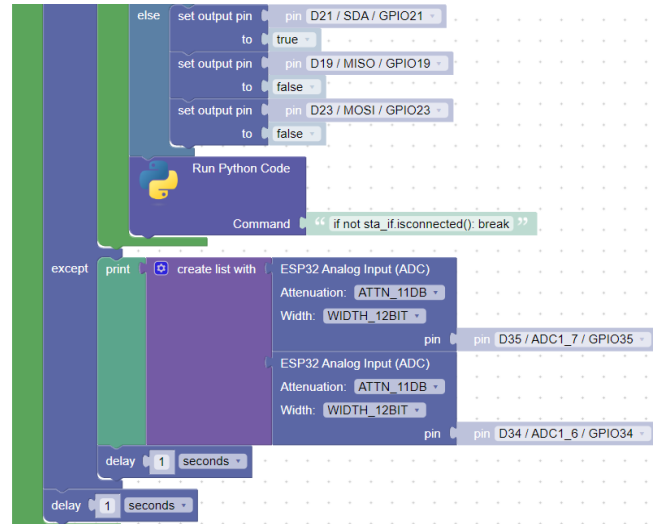 else set output pin pin D21 / SDA / GPIO21
to true
set output pin pin D19 / MISO / GPIO19
to false
set output pin pin D23 / MOSI / GPIO23
to false
Run Python Code
Command “ if not sta_if.isconnected(): break ”
except print create list with ESP32 Analog Input (ADC)
Attenuation: ATTN_11DB
Width: WIDTH_12BIT
pin pin D35 / ADC1_7 / GPIO35
ESP32 Analog Input (ADC)
Attenuation: ATTN_11DB
Width: WIDTH_12BIT
pin pin D34 / ADC1_6 / GPIO34
delay 1 seconds
delay 1 seconds